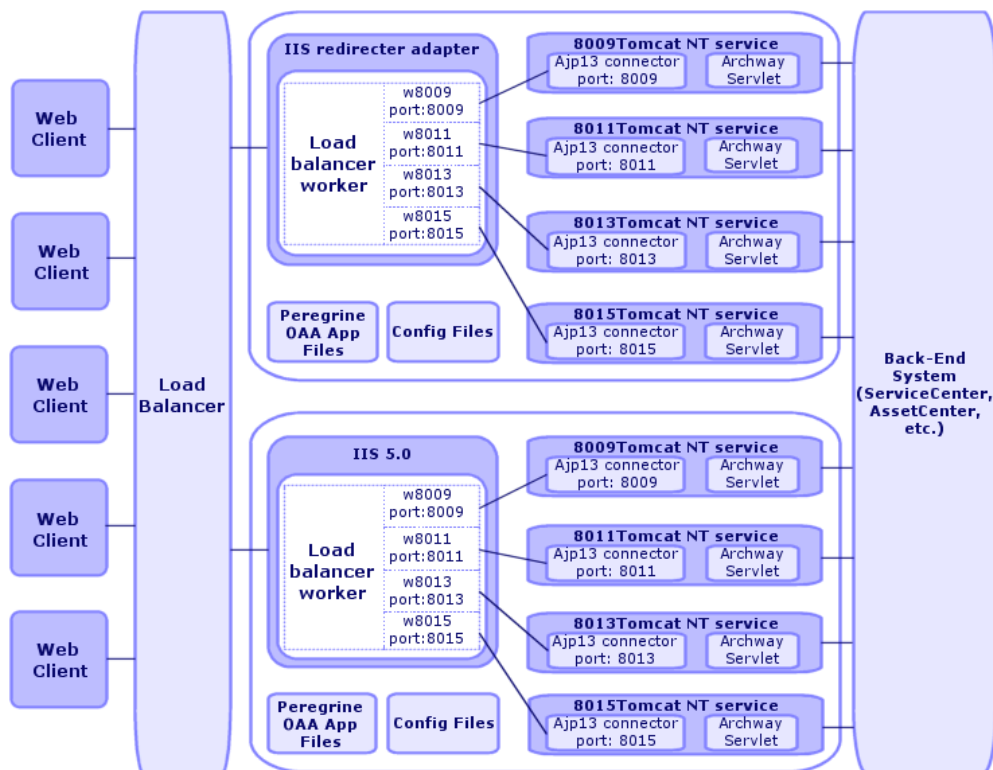 Web
Client
Web
Client
Web
Client
Web
Client
Web
Client
Load
Balancer
IIS redirecter adapter
Load
balancer
worker
w8009
port:8009
w8011
port:8011
w8013
port:8013
w8015
port:8015
Peregrine
OAA App
Files
Config Files
8009Tomcat NT service
Ajp13 connector
port: 8009
Archway
Servlet
8011Tomcat NT service
Ajp13 connector
port: 8011
Archway
Servlet
8013Tomcat NT service
Ajp13 connector
port: 8013
Archway
Servlet
8015Tomcat NT service
Ajp13 connector
port: 8015
Archway
Servlet
IIS 5.0
Load
balancer
worker
w8009
port:8009
w8011
port:8011
w8013
port:8013
w8015
port:8015
Peregrine
OAA App
Files
Config Files
8009Tomcat NT service
Ajp13 connector
port: 8009
Archway
Servlet
8011Tomcat NT service
Ajp13 connector
port: 8011
Archway
Servlet
8013Tomcat NT service
Ajp13 connector
port: 8013
Archway
Servlet
8015Tomcat NT service
Ajp13 connector
port: 8015
Archway
Servlet
Back-End
System
(ServiceCenter,
AssetCenter,
etc.)